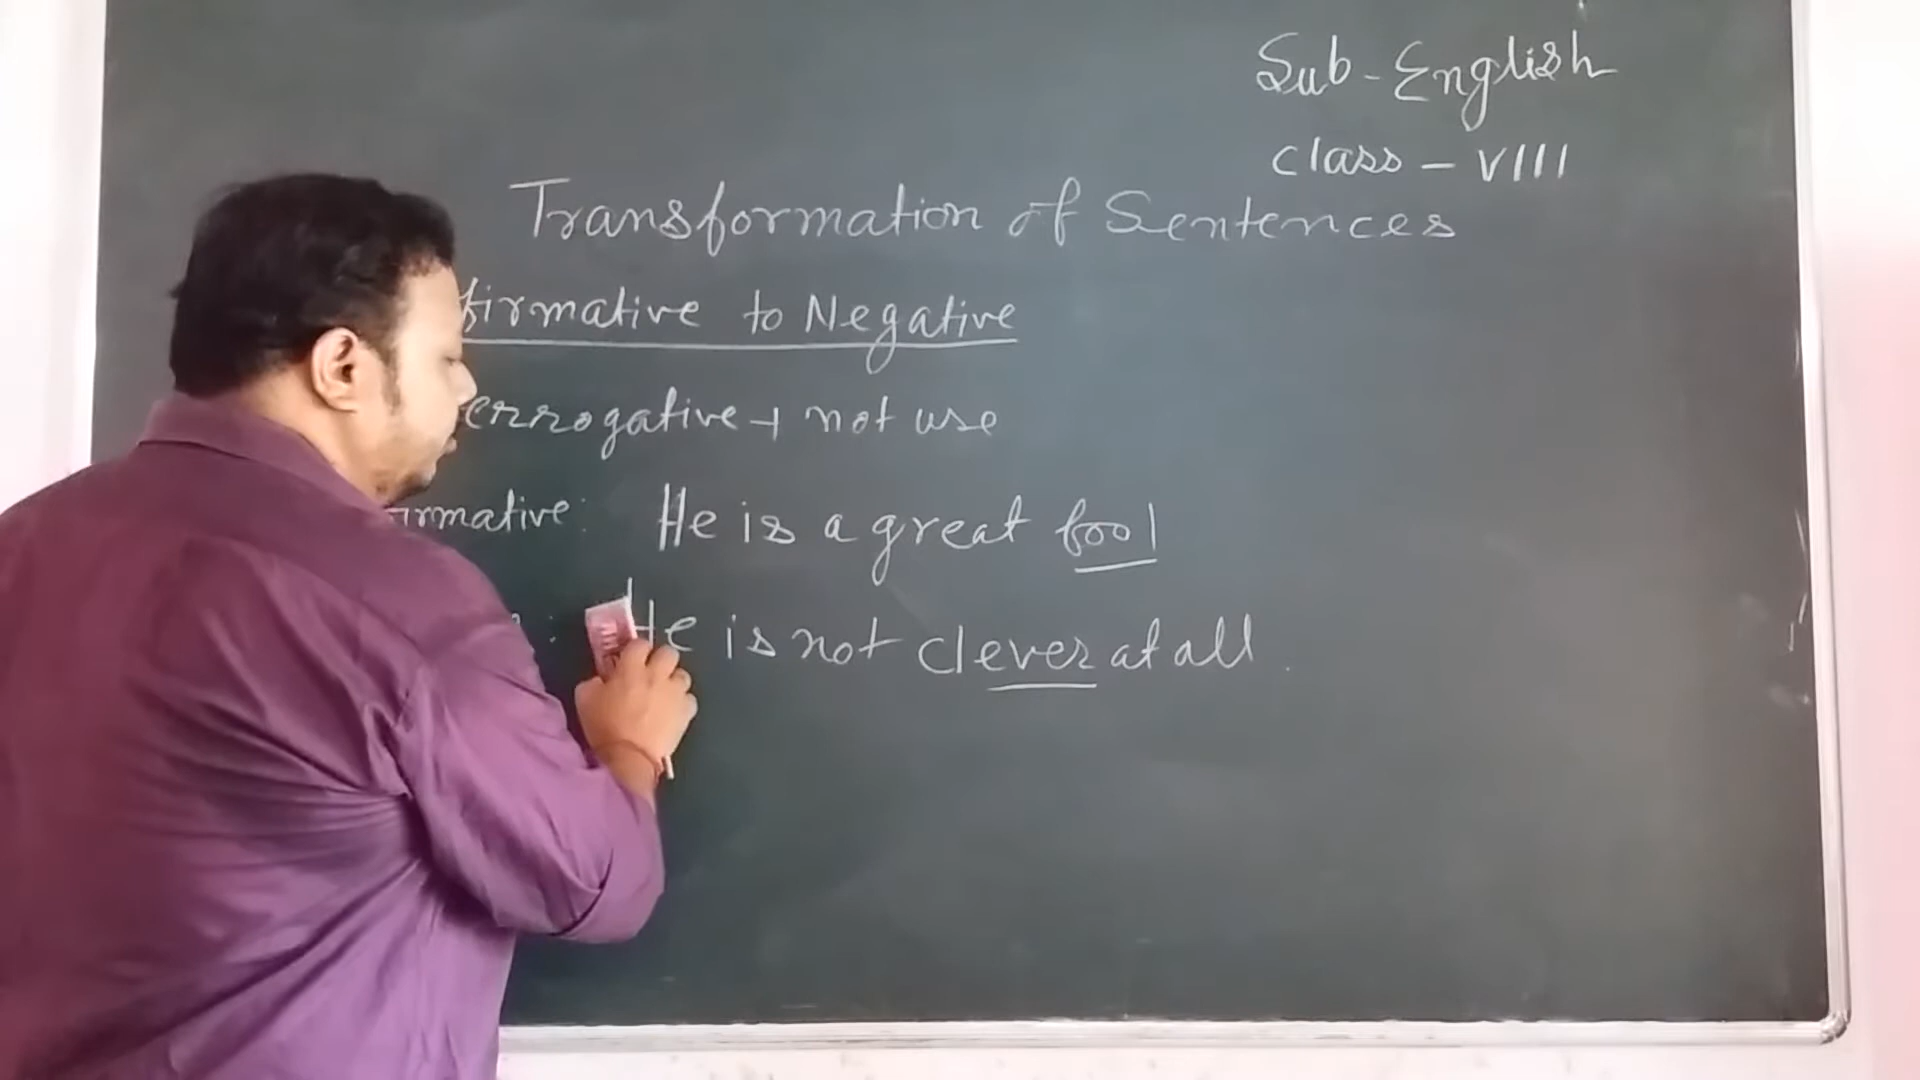 Sub - English
Class - VIII
Transformation of Sentences
firmative to Negative
errogative + not use
irmative: He is a great fool
: He is not clever at all.